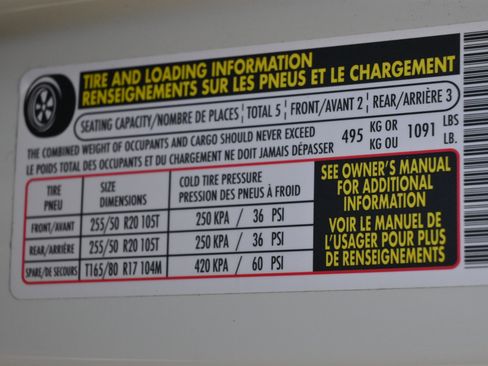 TIRE AND LOADING INFORMATION
RENSEIGNEMENTS SUR LES PNEUS ET LE CHARGEMENT
SEATING CAPACITY/NOMBRE DE PLACES TOTAL 5 FRONT/AVANT 2 REAR/ARRIÈRE 3
THE COMBINED WEIGHT OF OCCUPANTS AND CARGO SHOULD NEVER EXCEED 495 KG OR 1091 LBS
LE POIDS TOTAL DES OCCUPANTS ET DU CHARGEMENT NE DOIT JAMAIS DÉPASSER KG OU LB.
TIRE SIZE COLD TIRE PRESSURE
PNEU DIMENSIONS PRESSION DES PNEUS À FROID
FRONT/AVANT 255/50 R20 105T 250 KPA / 36 PSI
REAR/ARRIÈRE 255/50 R20 105T 250 KPA / 36 PSI
SPARE/DE SECOURS T165/80 R17 104M 420 KPA / 60 PSI
SEE OWNER'S MANUAL
FOR ADDITIONAL
INFORMATION
VOIR LE MANUEL DE
L'USAGER POUR PLUS
DE RENSEIGNEMENTS